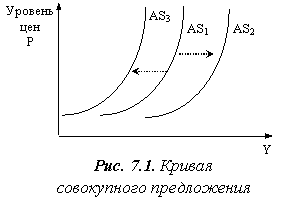 Уровень
цен
P
AS3
AS1
AS2
Y
Рис. 7.1. Кривая
совокупного предложения